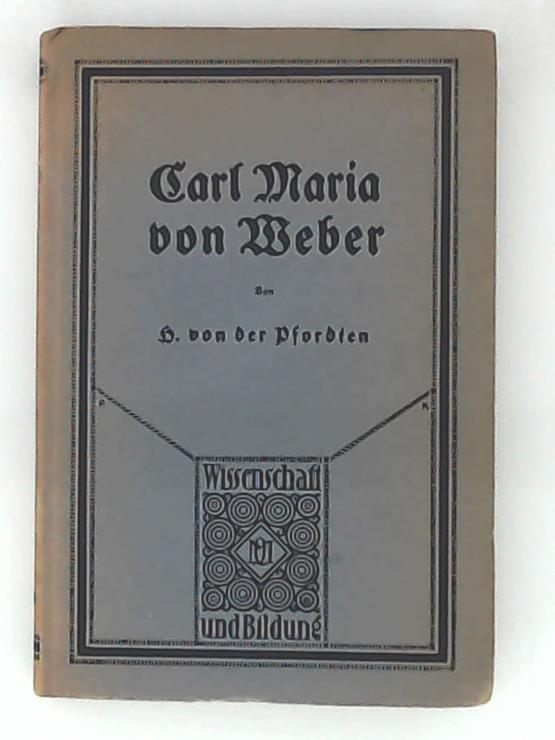 Carl Maria
von Weber
Von
H. von der Pfordten
Wissenschaft
und Bildung